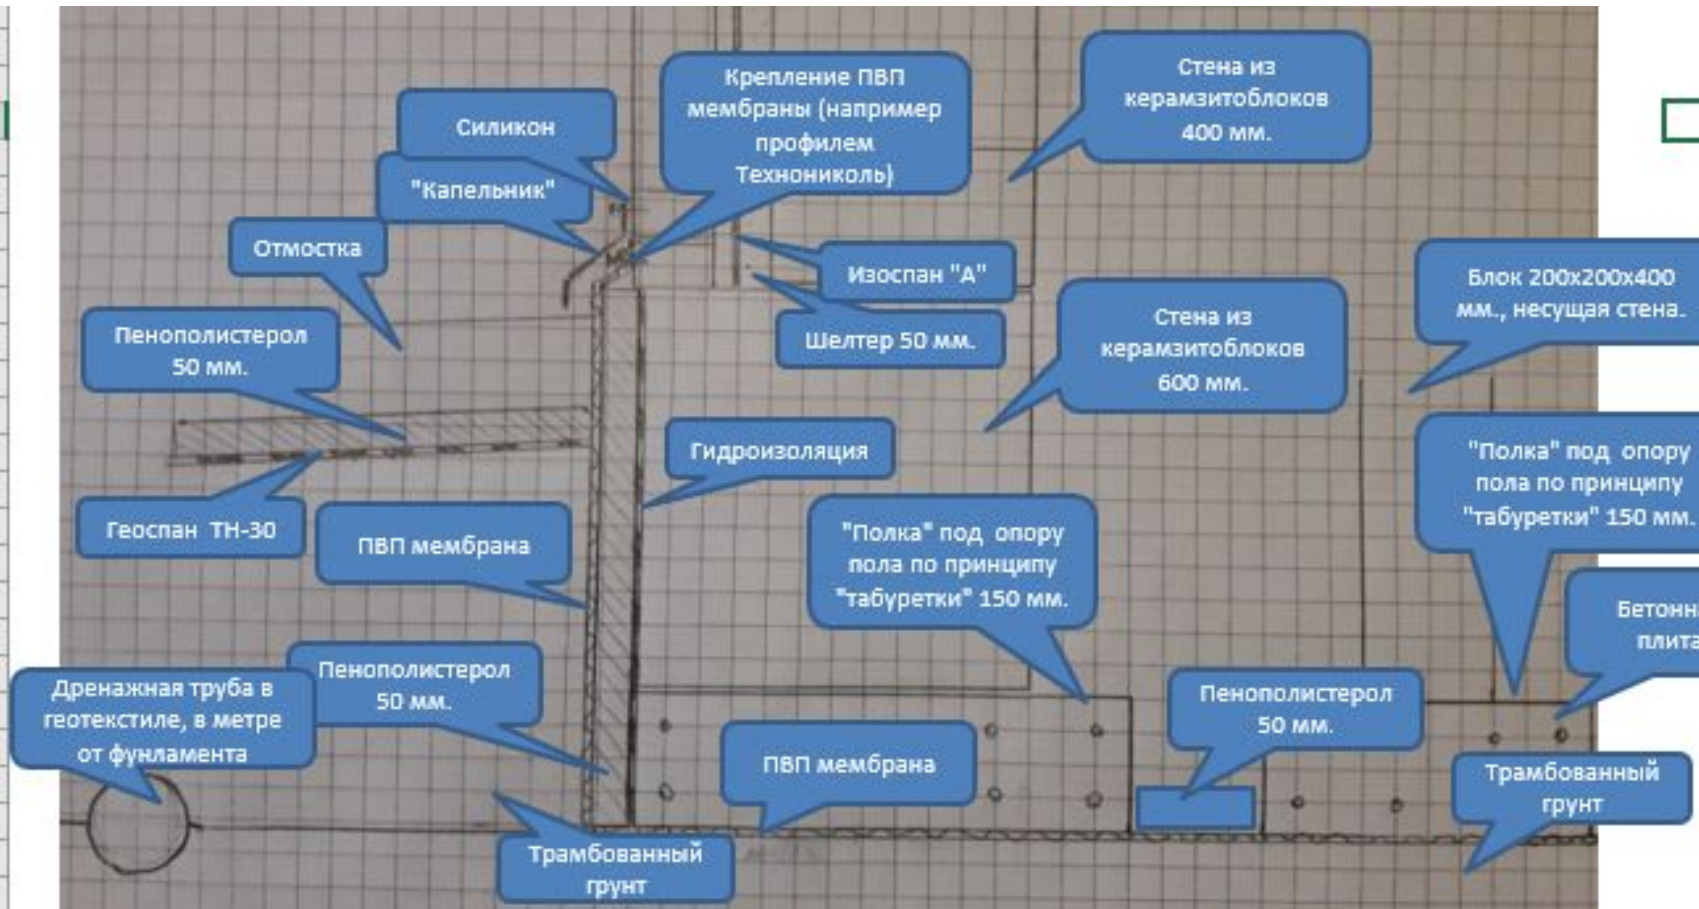 Крепление ПВП
мембраны (например
профилем
Технониколь)
Стена из
керамзитоблоков
400 мм.
Силикон
"Капельник"
Отмостка
Изоспан "А"
Блок 200х200х400
мм., несущая стена.
Пенополистерол
50 мм.
Шелтер 50 мм.
Стена из
керамзитоблоков
600 мм.
Гидроизоляция
"Полка" под опору
пола по принципу
"табуретки" 150 мм.
Геоспан ТН-30
ПВП мембрана
"Полка" под опору
пола по принципу
"табуретки" 150 мм.
Бетонн
плита
Дренажная труба в
геотекстиле, в метре
от фунламента
Пенополистерол
50 мм.
Пенополистерол
50 мм.
ПВП мембрана
Трамбованный
грунт
Трамбованный
грунт